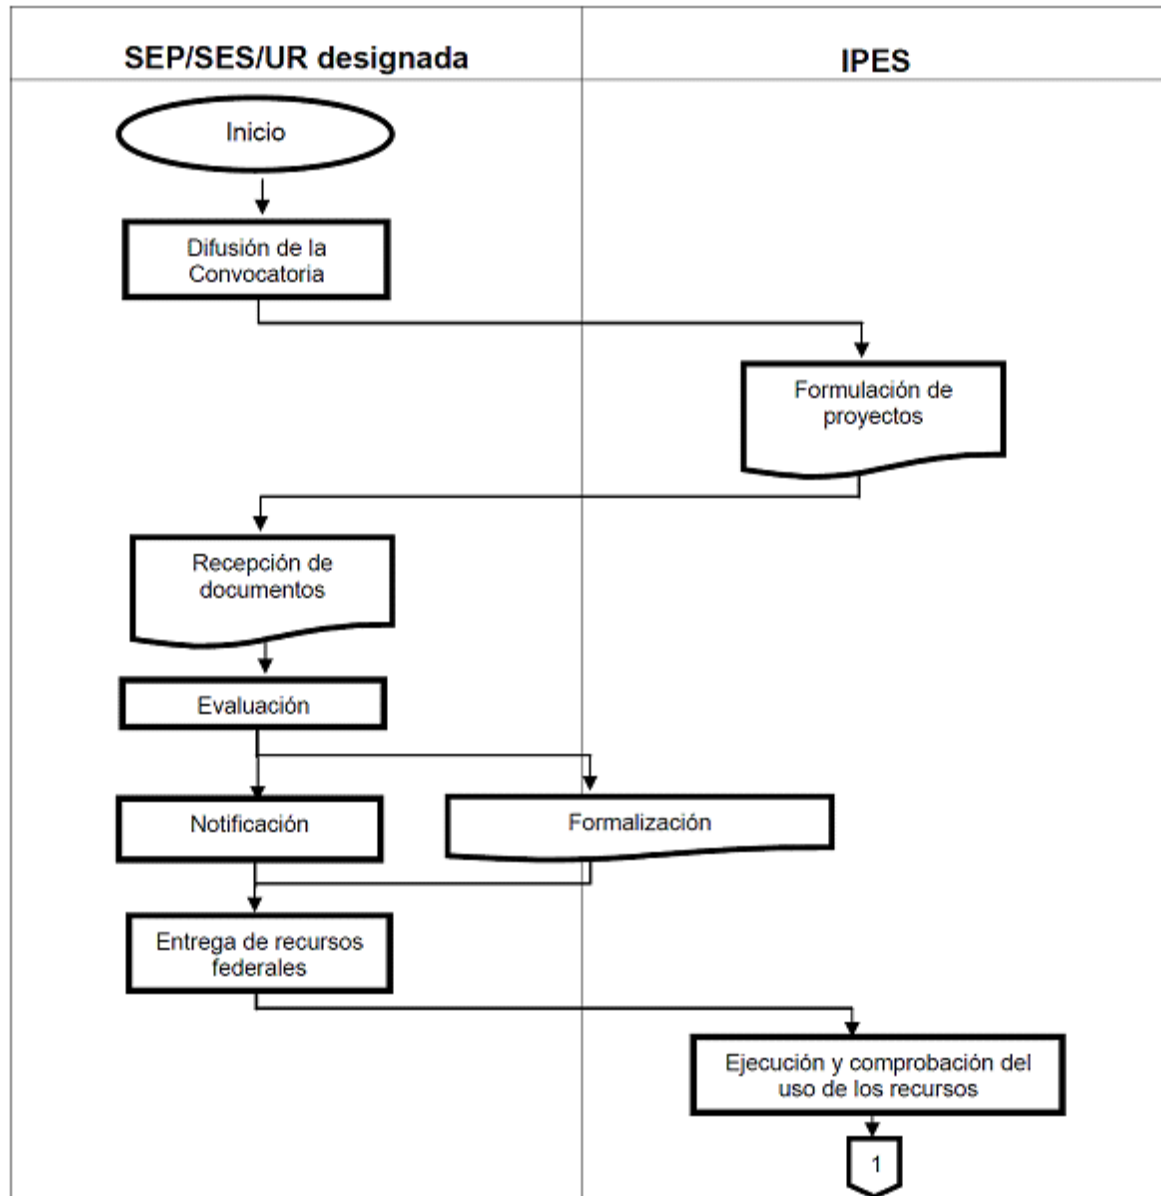 SEP/SES/UR designada
IPES
Inicio
Difusión de la
Convocatoria
Formulación de
proyectos
Recepción de
documentos
Evaluación
Notificación
Formalización
Entrega de recursos
federales
Ejecución y comprobación del
uso de los recursos
1